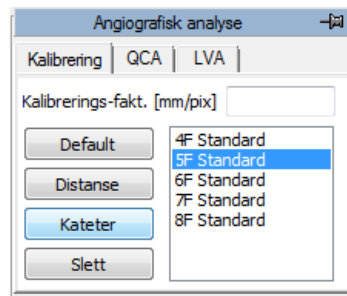 Angiografisk analyse
Kalibrering QCA LVA
Kalibrerings-fakt. [mm/pix]
Default
Distanse
Kateter
Slett
4F Standard
5F Standard
6F Standard
7F Standard
8F Standard